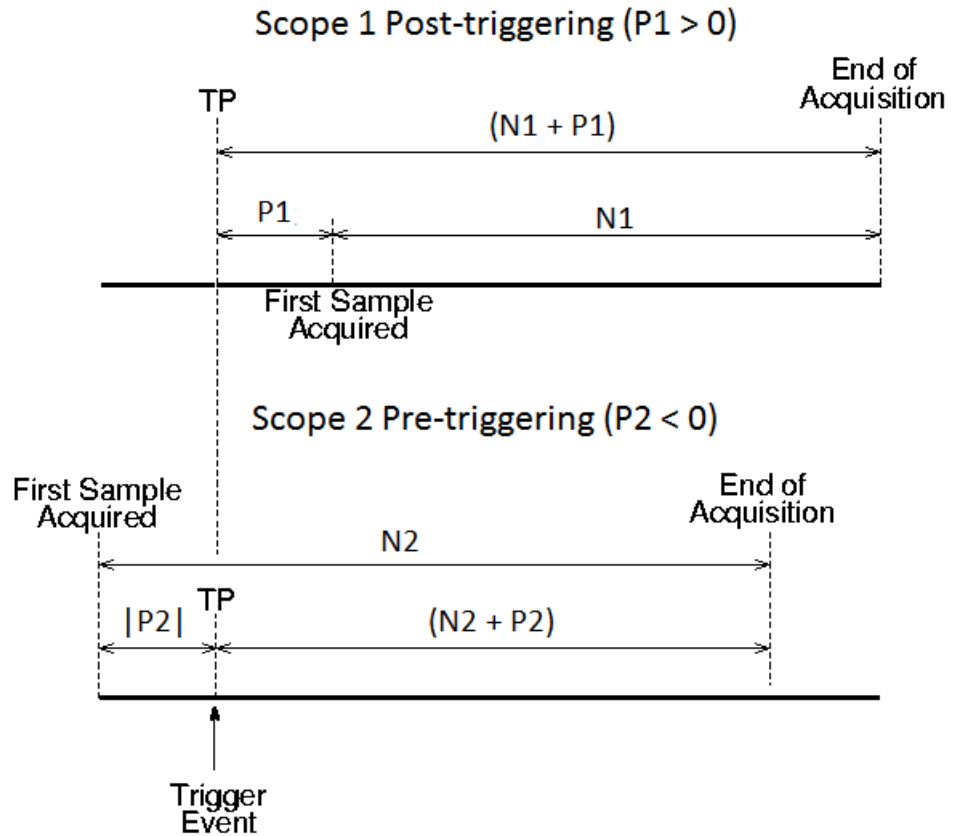 Scope 1 Post-triggering (P1 > 0)
TP
End of
Acquisition
(N1 + P1)
P1
N1
First Sample
Acquired
Scope 2 Pre-triggering (P2 < 0)
First Sample
Acquired
End of
Acquisition
N2
|P2|
TP
(N2 + P2)
Trigger
Event